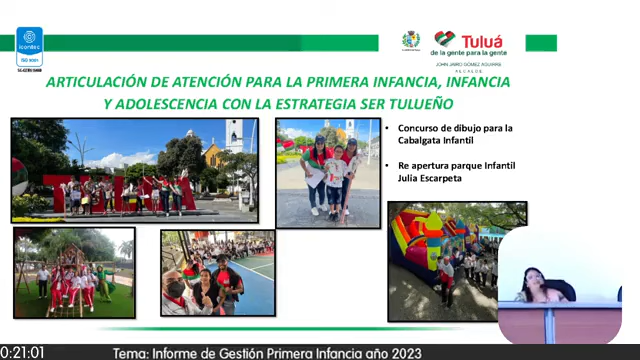 icontec
ISO 9001
Tuluá
de la gente para la gente
JOHN JAIRO GÓMEZ AGUIRRE
ALCALDE
ARTICULACIÓN DE ATENCIÓN PARA LA PRIMERA INFANCIA, INFANCIA
Y ADOLESCENCIA CON LA ESTRATEGIA SER TULUEÑO
• Concurso de dibujo para la
Cabalgata Infantil
• Re apertura parque Infantil
Julia Escarpeta
0:21:01
Tema: Informe de Gestión Primera Infancia año 2023